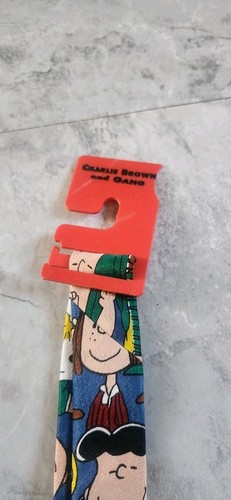 CHARLIE BROWN
and GANG